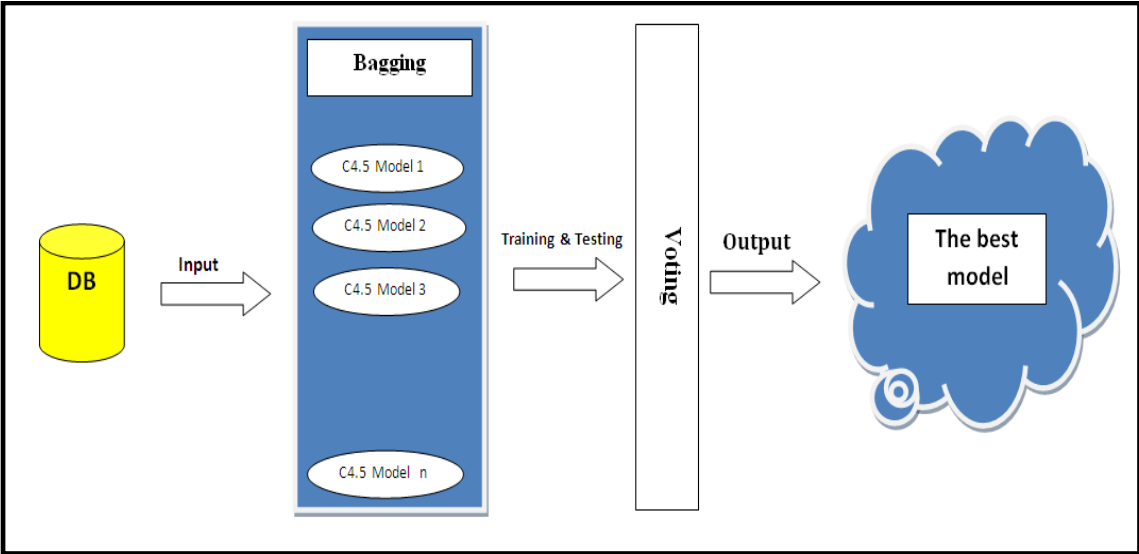 DB
Input
Bagging
C4.5 Model 1
C4.5 Model 2
C4.5 Model 3
C4.5 Model n
Training & Testing
Voting
Output
The best
model